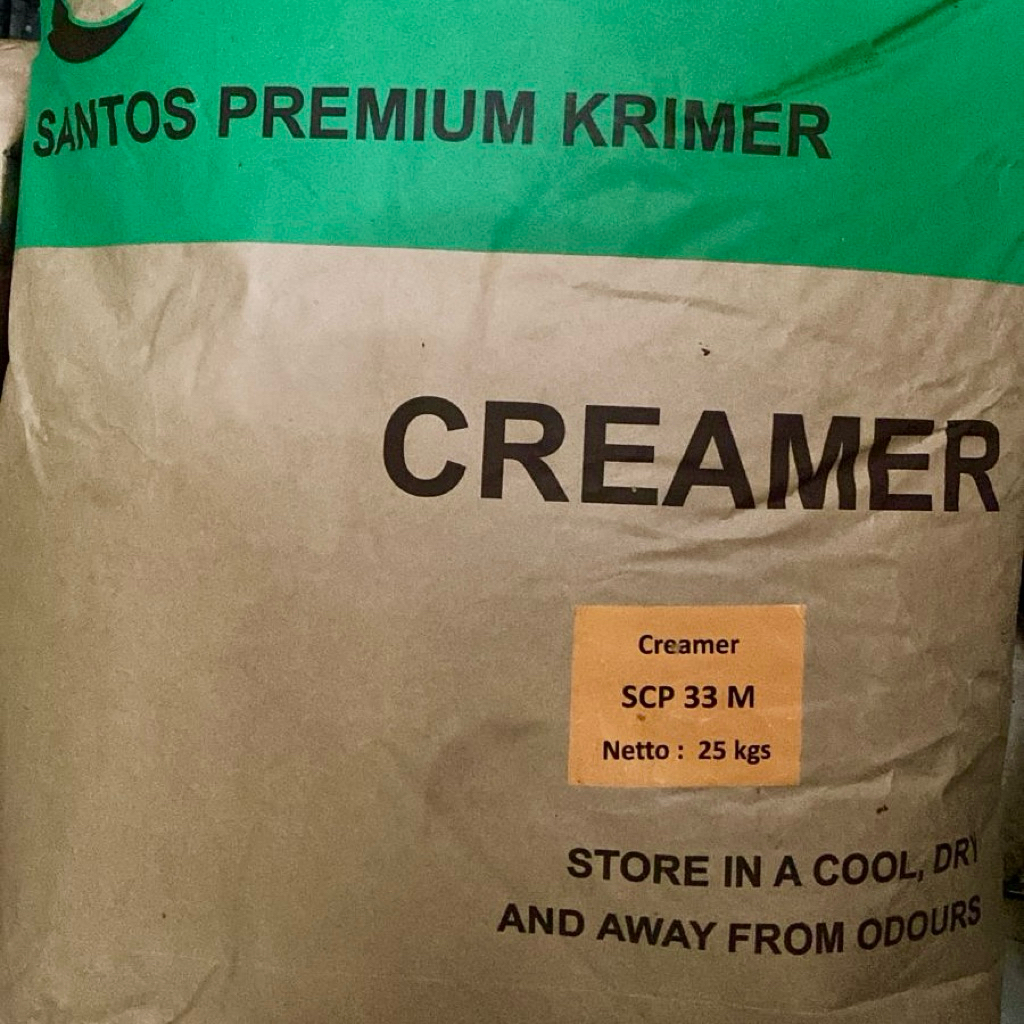 SANTOS PREMIUM KRIMER
CREAMER
Creamer
SCP 33 M
Netto : 25 kgs
STORE IN A COOL, DRY
AND AWAY FROM ODOURS